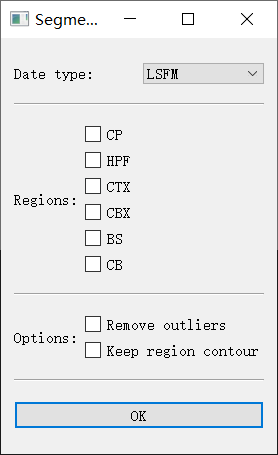 Segme...
Date type: LSFM
CP
HPF
CTX
Regions:
CBX
BS
CB
Remove outliers
Options:
Keep region contour
OK